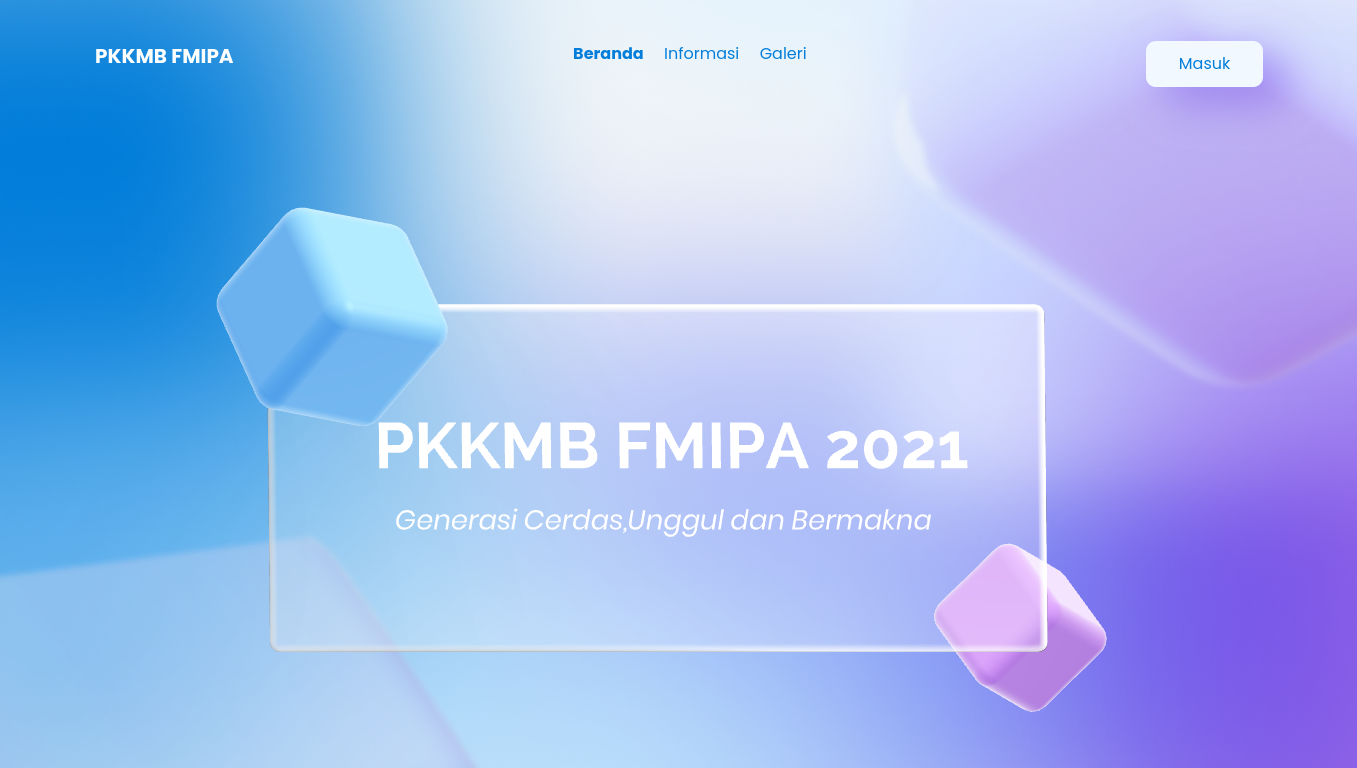 PKKMB FMIPA
Beranda Informasi Galeri
Masuk
PKKMB FMIPA 2021
Generasi Cerdas,Unggul dan Bermakna